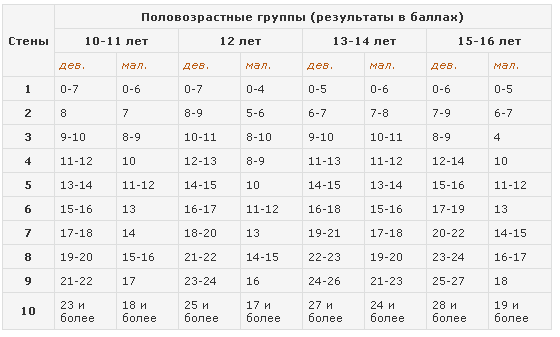 Стены Половозрастные группы (результаты в баллах)
10-11 лет 12 лет 13-14 лет 15-16 лет
дев. мал. дев. мал. дев. мал. дев. мал.
1 0-7 0-6 0-7 0-4 0-5 0-6 0-6 0-5
2 8 7 8-9 5-6 6-7 7-8 7-9 6-7
3 9-10 8-9 10-11 8-10 9-10 10-11 8-9 4
4 11-12 10 12-13 8-9 11-13 11-12 12-14 10
5 13-14 11-12 14-15 10 14-15 13-14 15-16 11-12
6 15-16 13 16-17 11-12 16-18 15-16 17-19 13
7 17-18 14 18-20 13 19-21 17-18 20-22 14-15
8 19-20 15-16 21-22 14-15 22-23 19-20 23-24 16-17
9 21-22 17 23-24 16 24-26 21-23 25-27 18
10 23 и более 18 и более 25 и более 17 и более 27 и более 24 и более 28 и более 19 и более